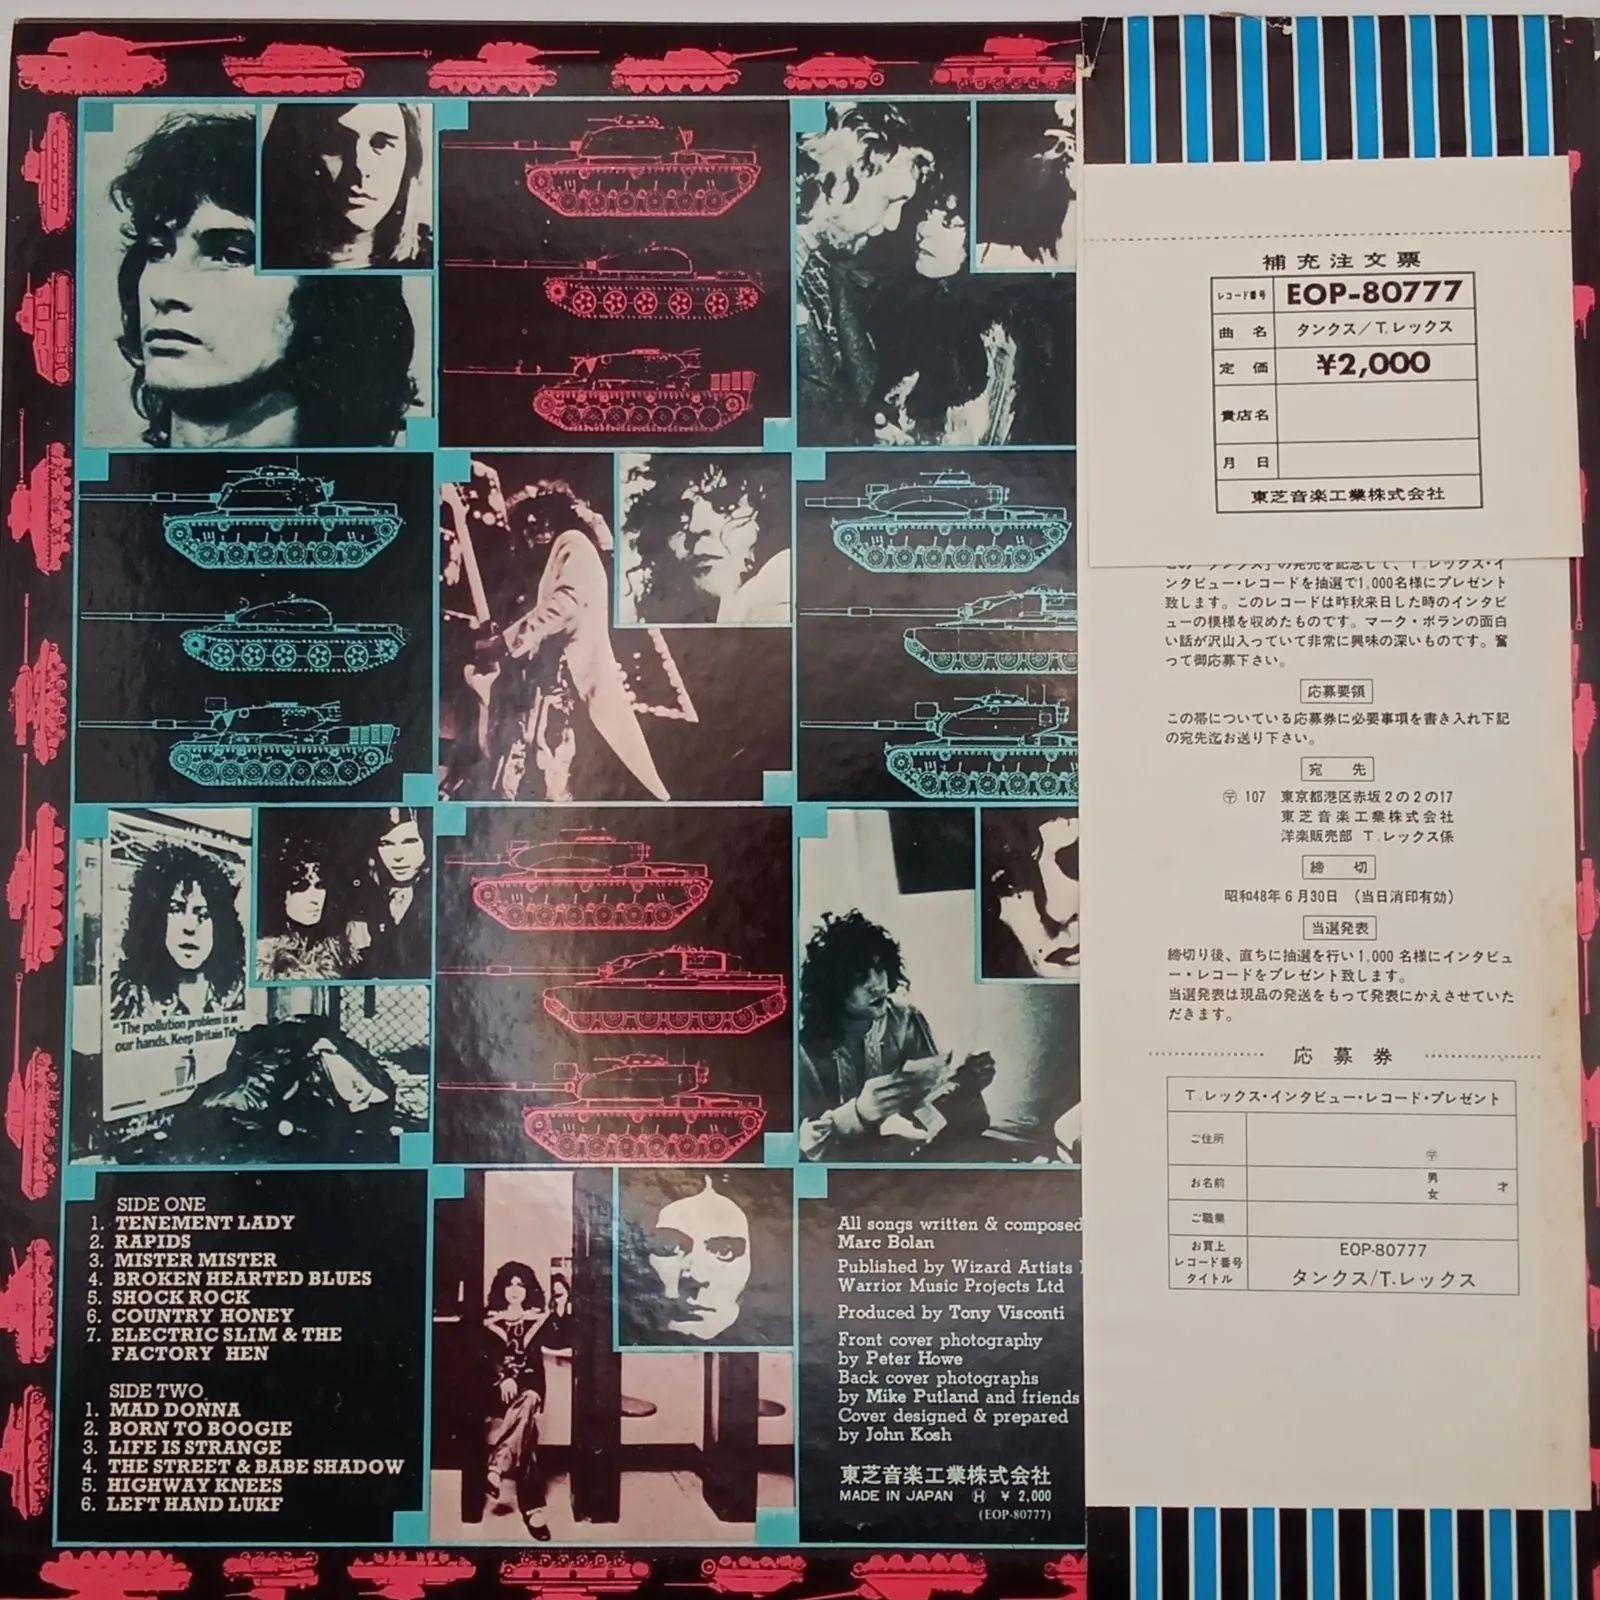 補充注文票
レコード番号 EOP-80777
曲名 タンクス/T.レックス
定価 ¥2,000
貴店名
月日
東芝音楽工業株式会社
この「タンクス」の発売を記念して、T.レックス・イ
ンタビュー・レコードを抽選で1,000名様にプレゼント
致します。このレコードは昨秋来日した時のインタビ
ューの模様を収めたものです。マーク・ボランの面白
い話が沢山入っていて非常に興味の深いものです。奮
って御応募下さい。
応募要領
この帯についている応募券に必要事項を書き入れ下記
の宛先迄お送り下さい。
宛先
〶 107 東京都港区赤坂2の2の17
東芝音楽工業株式会社
洋楽販売部 T.レックス係
締切
昭和48年6月30日 (当日消印有効)
当選発表
締切り後、直ちに抽選を行い1,000名様にインタビュ
ー・レコードをプレゼント致します。
当選発表は現品の発送をもって発表にかえさせていた
だきます。
応募券
T.レックス・インタビュー・レコード・プレゼント
ご住所 〶
お名前 男 女 才
ご職業
お買上
レコード番号
タイトル
EOP-80777
タンクス/T.レックス
"The pollution problem is in
our hands. Keep Britain Tidy."
SIDE ONE
1. TENEMENT LADY
2. RAPIDS
3. MISTER MISTER
4. BROKEN HEARTED BLUES
5. SHOCK ROCK
6. COUNTRY HONEY
7. ELECTRIC SLIM & THE
FACTORY HEN
SIDE TWO
1. MAD DONNA
2. BORN TO BOOGIE
3. LIFE IS STRANGE
4. THE STREET & BABE SHADOW
5. HIGHWAY KNEES
6. LEFT HAND LUKE
All songs written & composed
Marc Bolan
Published by Wizard Artists
Warrior Music Projects Ltd
Produced by Tony Visconti
Front cover photography
by Peter Howe
Back cover photographs
by Mike Putland and friends
Cover designed & prepared
by John Kosh
東芝音楽工業株式会社
MADE IN JAPAN Ⓗ ¥ 2,000
(EOP-80777)